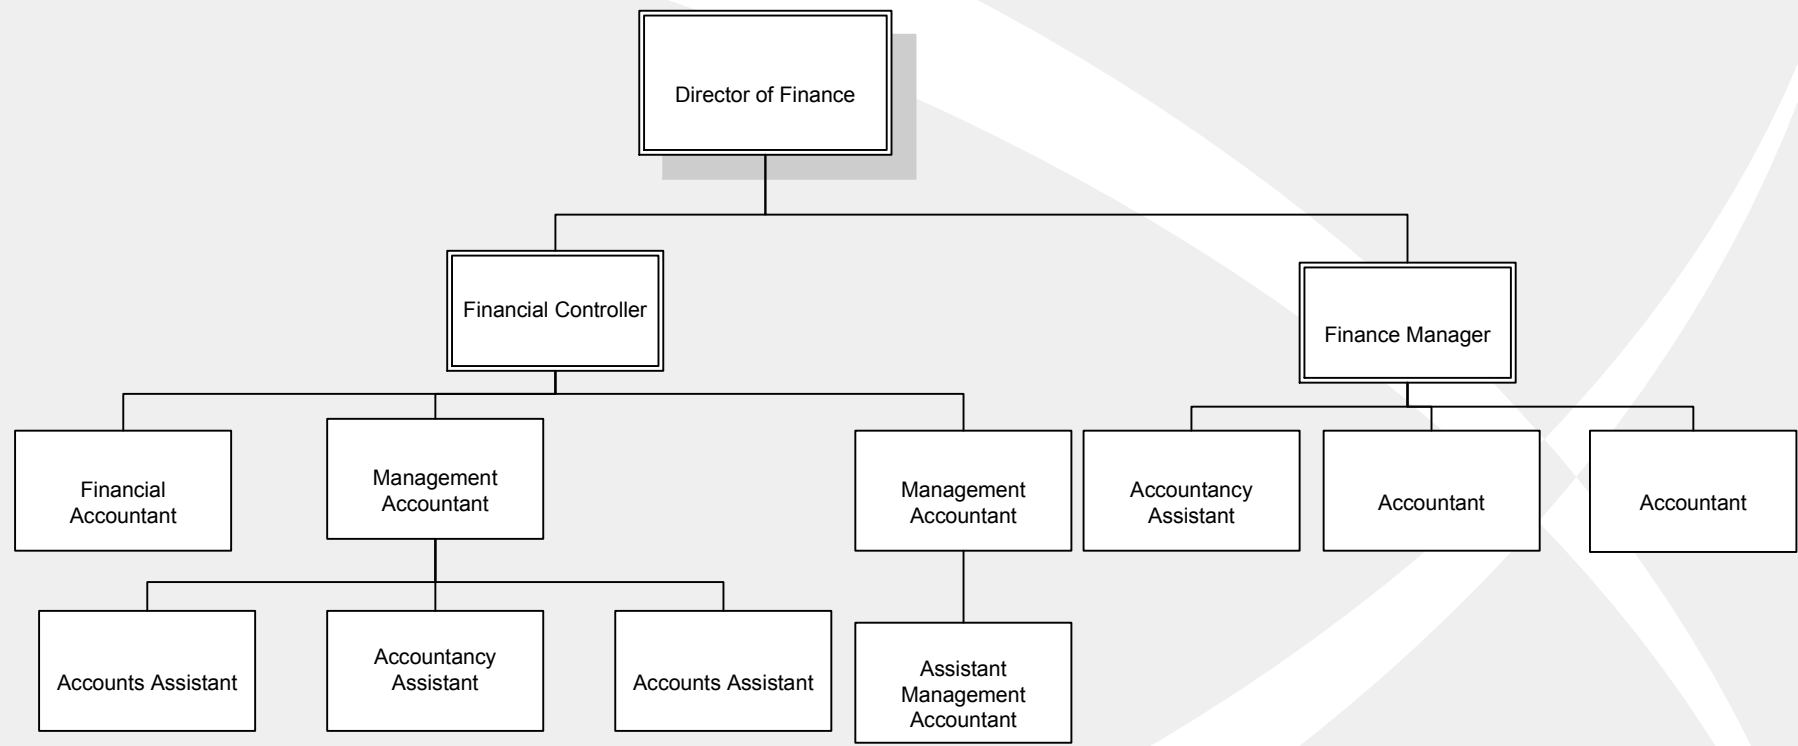 Director of Finance
Financial Controller
Finance Manager
Financial
Accountant
Management
Accountant
Management
Accountant
Accountancy
Assistant
Accountant
Accountant
Accounts Assistant
Accountancy
Assistant
Accounts Assistant
Assistant
Management
Accountant